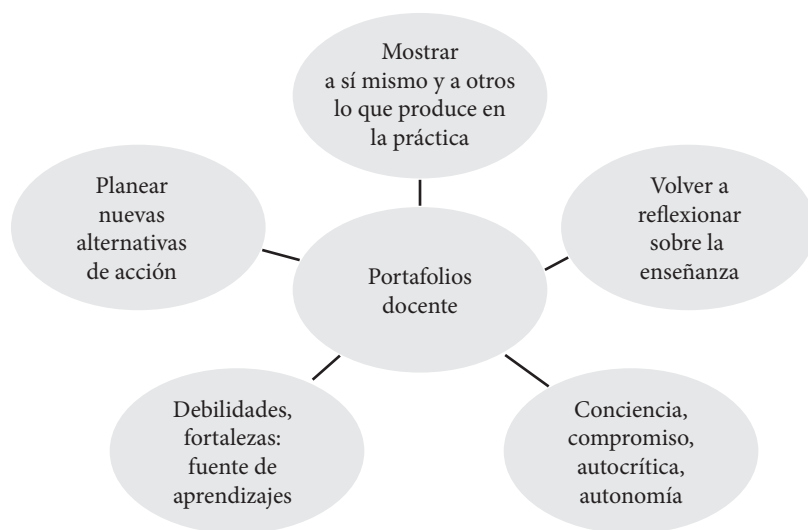 Mostrar
a sí mismo y a otros
lo que produce en
la práctica
Planear
nuevas
alternativas
de acción
Volver a
reflexionar
sobre la
enseñanza
Portafolios
docente
Debilidades,
fortalezas:
fuente de
aprendizajes
Conciencia,
compromiso,
autocrítica,
autonomía